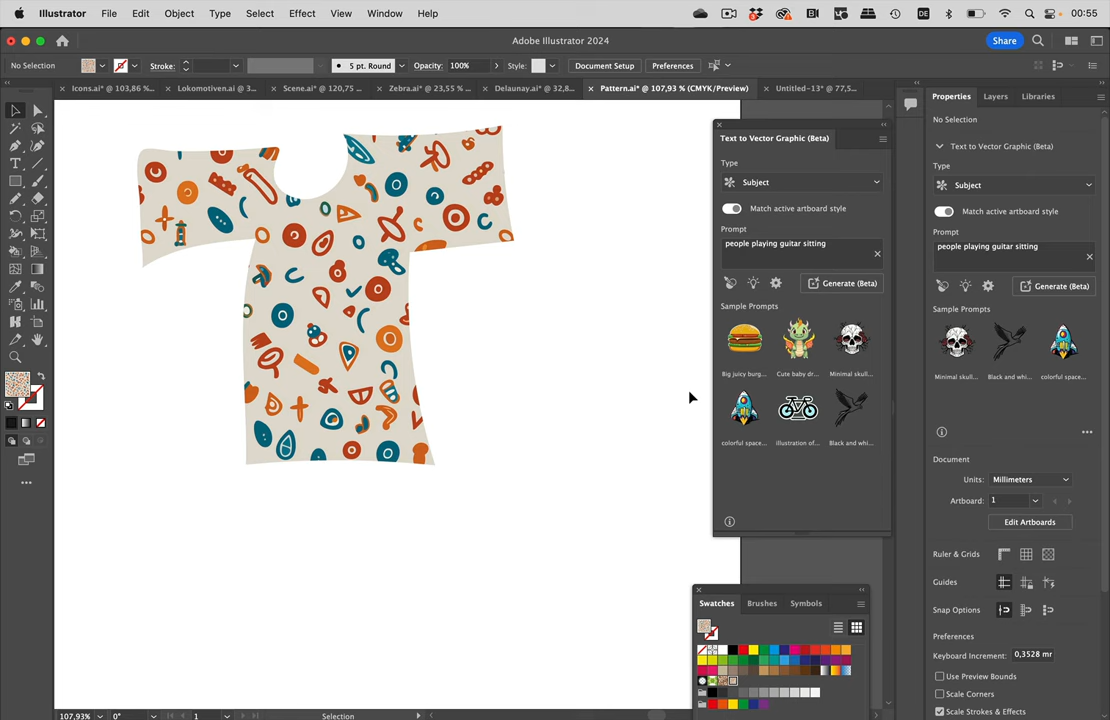 Illustrator File Edit Object Type Select Effect View Window Help DE 00:55
Adobe Illustrator 2024 Share
No Selection Stroke: 5 pt. Round Opacity: 100% Style: Document Setup Preferences
Icons.ai* @ 103,86 %... Lokomotiven.ai @ 3... Scene.ai* @ 120,75 ... Zebra.ai* @ 23,55 % Delaunay.ai* @ 32,8... Pattern.ai* @ 107,93 % (CMYK/Preview) Untitled-13* @ 77,5...
Text to Vector Graphic (Beta)
Type
Subject
Match active artboard style
Prompt
people playing guitar sitting
Generate (Beta)
Sample Prompts
Big juicy burg... Cute baby dr... Minimal skull...
colorful space... illustration of... Black and whi...
Swatches Brushes Symbols
Properties Layers Libraries
No Selection
Text to Vector Graphic (Beta)
Type
Subject
Match active artboard style
Prompt
people playing guitar sitting
Generate (Beta)
Sample Prompts
Minimal skull... Black and whi... colorful space...
Document
Units: Millimeters
Artboard: 1
Edit Artboards
Ruler & Grids
Guides
Snap Options
Preferences
Keyboard Increment: 0,3528 mr
Use Preview Bounds
Scale Corners
Scale Strokes & Effects
107,93% 0° 1 Selection